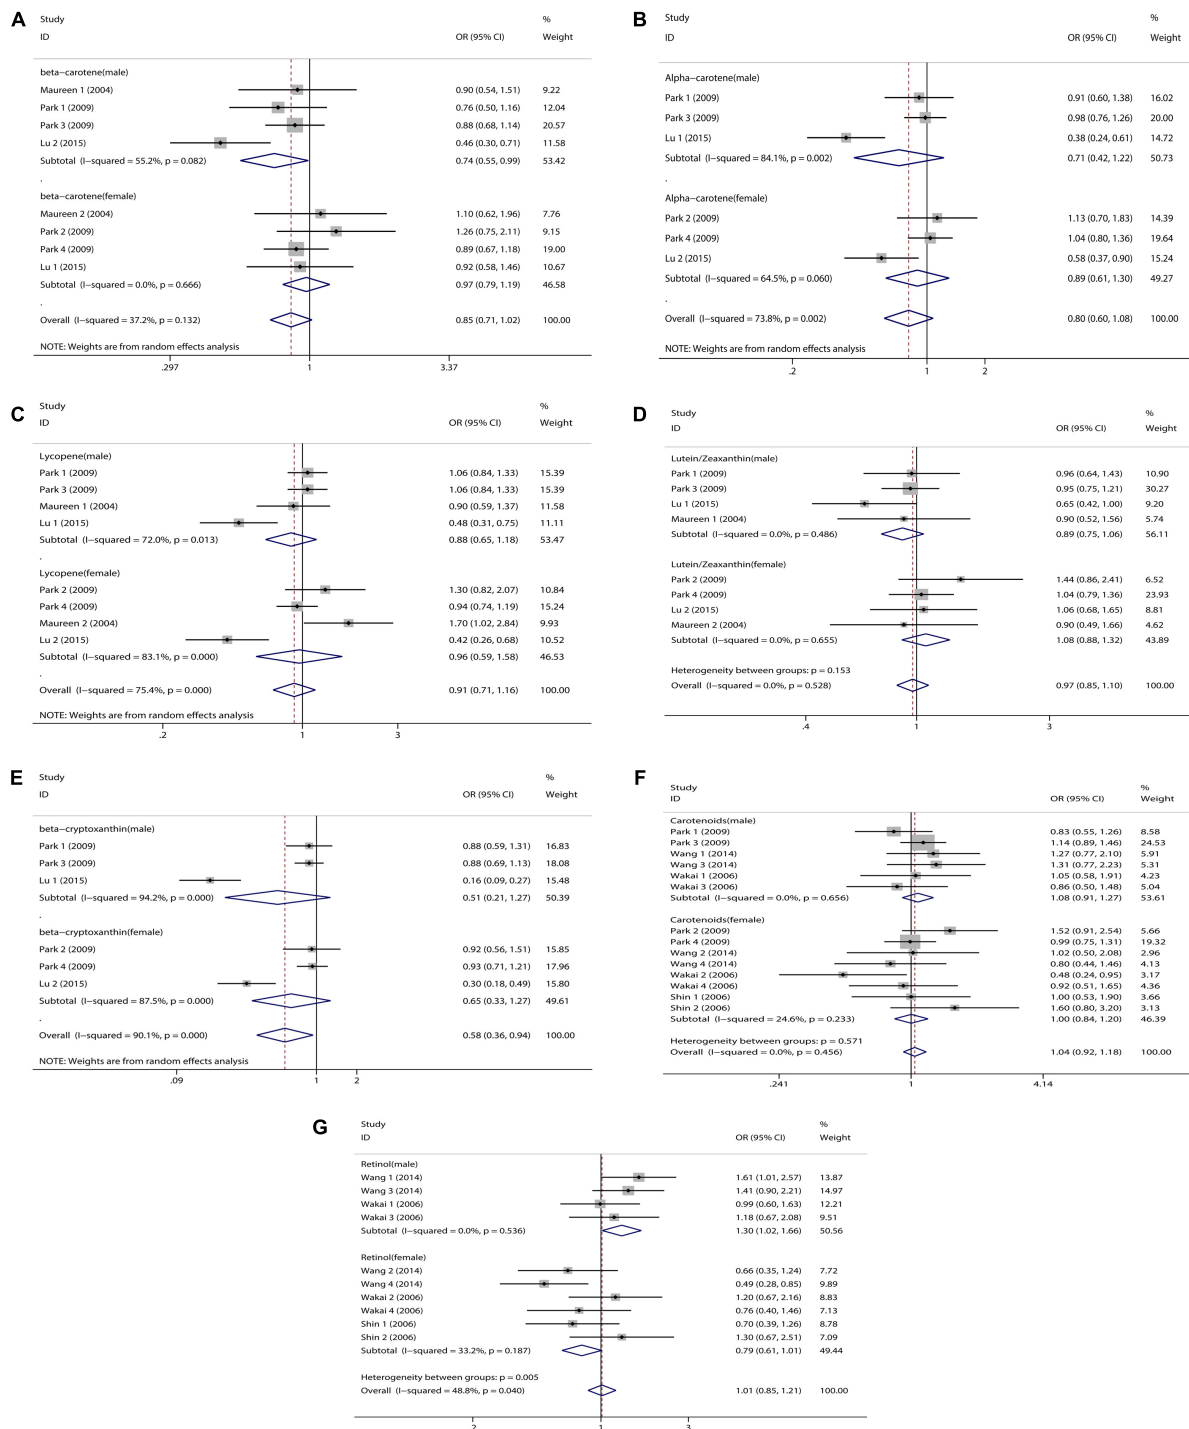 A
Study %
ID OR (95% CI) Weight
beta−carotene(male)
Maureen 1 (2004) 0.90 (0.54, 1.51) 9.22
Park 1 (2009) 0.76 (0.50, 1.16) 12.04
Park 3 (2009) 0.88 (0.68, 1.14) 20.57
Lu 2 (2015) 0.46 (0.30, 0.71) 11.58
Subtotal (I−squared = 55.2%, p = 0.082) 0.74 (0.55, 0.99) 53.42
.
beta−carotene(female)
Maureen 2 (2004) 1.10 (0.62, 1.96) 7.76
Park 2 (2009) 1.26 (0.75, 2.11) 9.15
Park 4 (2009) 0.89 (0.67, 1.18) 19.00
Lu 1 (2015) 0.92 (0.58, 1.46) 10.67
Subtotal (I−squared = 0.0%, p = 0.666) 0.97 (0.79, 1.19) 46.58
.
Overall (I−squared = 37.2%, p = 0.132) 0.85 (0.71, 1.02) 100.00
NOTE: Weights are from random effects analysis
.297 1 3.37
B
Study %
ID OR (95% CI) Weight
Alpha−carotene(male)
Park 1 (2009) 0.91 (0.60, 1.38) 16.02
Park 3 (2009) 0.98 (0.76, 1.26) 20.00
Lu 1 (2015) 0.38 (0.24, 0.61) 14.72
Subtotal (I−squared = 84.1%, p = 0.002) 0.71 (0.42, 1.22) 50.73
.
Alpha−carotene(female)
Park 2 (2009) 1.13 (0.70, 1.83) 14.39
Park 4 (2009) 1.04 (0.80, 1.36) 19.64
Lu 2 (2015) 0.58 (0.37, 0.90) 15.24
Subtotal (I−squared = 64.5%, p = 0.060) 0.89 (0.61, 1.30) 49.27
.
Overall (I−squared = 73.8%, p = 0.002) 0.80 (0.60, 1.08) 100.00
NOTE: Weights are from random effects analysis
.2 1 2
C
Study %
ID OR (95% CI) Weight
Lycopene(male)
Park 1 (2009) 1.06 (0.84, 1.33) 15.39
Park 3 (2009) 1.06 (0.84, 1.33) 15.39
Maureen 1 (2004) 0.90 (0.59, 1.37) 11.58
Lu 1 (2015) 0.48 (0.31, 0.75) 11.11
Subtotal (I−squared = 72.0%, p = 0.013) 0.88 (0.65, 1.18) 53.47
.
Lycopene(female)
Park 2 (2009) 1.30 (0.82, 2.07) 10.84
Park 4 (2009) 0.94 (0.74, 1.19) 15.24
Maureen 2 (2004) 1.70 (1.02, 2.84) 9.93
Lu 2 (2015) 0.42 (0.26, 0.68) 10.52
Subtotal (I−squared = 83.1%, p = 0.000) 0.96 (0.59, 1.58) 46.53
.
Overall (I−squared = 75.4%, p = 0.000) 0.91 (0.71, 1.16) 100.00
NOTE: Weights are from random effects analysis
.2 1 3
D
Study %
ID OR (95% CI) Weight
Lutein/Zeaxanthin(male)
Park 1 (2009) 0.96 (0.64, 1.43) 10.90
Park 3 (2009) 0.95 (0.75, 1.21) 30.27
Lu 1 (2015) 0.65 (0.42, 1.00) 9.20
Maureen 1 (2004) 0.90 (0.52, 1.56) 5.74
Subtotal (I−squared = 0.0%, p = 0.486) 0.89 (0.75, 1.06) 56.11
.
Lutein/Zeaxanthin(female)
Park 2 (2009) 1.44 (0.86, 2.41) 6.52
Park 4 (2009) 1.04 (0.79, 1.36) 23.93
Lu 2 (2015) 1.06 (0.68, 1.65) 8.81
Maureen 2 (2004) 0.90 (0.49, 1.66) 4.62
Subtotal (I−squared = 0.0%, p = 0.655) 1.08 (0.88, 1.32) 43.89
.
Heterogeneity between groups: p = 0.153
Overall (I−squared = 0.0%, p = 0.528) 0.97 (0.85, 1.10) 100.00
.4 1 3
E
Study %
ID OR (95% CI) Weight
beta−cryptoxanthin(male)
Park 1 (2009) 0.88 (0.59, 1.31) 16.83
Park 3 (2009) 0.88 (0.69, 1.13) 18.08
Lu 1 (2015) 0.16 (0.09, 0.27) 15.48
Subtotal (I−squared = 94.2%, p = 0.000) 0.51 (0.21, 1.27) 50.39
.
beta−cryptoxanthin(female)
Park 2 (2009) 0.92 (0.56, 1.51) 15.85
Park 4 (2009) 0.93 (0.71, 1.21) 17.96
Lu 2 (2015) 0.30 (0.18, 0.49) 15.80
Subtotal (I−squared = 87.5%, p = 0.000) 0.65 (0.33, 1.27) 49.61
.
Overall (I−squared = 90.1%, p = 0.000) 0.58 (0.36, 0.94) 100.00
NOTE: Weights are from random effects analysis
.09 1 2
F
Study %
ID OR (95% CI) Weight
Carotenoids(male)
Park 1 (2009) 0.83 (0.55, 1.26) 8.58
Park 3 (2009) 1.14 (0.89, 1.46) 24.53
Wang 1 (2014) 1.27 (0.77, 2.10) 5.91
Wang 3 (2014) 1.31 (0.77, 2.23) 5.31
Wakai 1 (2006) 1.05 (0.58, 1.91) 4.23
Wakai 3 (2006) 0.86 (0.50, 1.48) 5.04
Subtotal (I−squared = 0.0%, p = 0.656) 1.08 (0.91, 1.27) 53.61
.
Carotenoids(female)
Park 2 (2009) 1.52 (0.91, 2.54) 5.66
Park 4 (2009) 0.99 (0.75, 1.31) 19.32
Wang 2 (2014) 1.02 (0.50, 2.08) 2.96
Wang 4 (2014) 0.80 (0.44, 1.46) 4.13
Wakai 2 (2006) 0.48 (0.24, 0.95) 3.17
Wakai 4 (2006) 0.92 (0.51, 1.65) 4.36
Shin 1 (2006) 1.00 (0.53, 1.90) 3.66
Shin 2 (2006) 1.60 (0.80, 3.20) 3.13
Subtotal (I−squared = 24.6%, p = 0.233) 1.00 (0.84, 1.20) 46.39
.
Heterogeneity between groups: p = 0.571
Overall (I−squared = 0.0%, p = 0.456) 1.04 (0.92, 1.18) 100.00
.241 1 4.14
G
Study %
ID OR (95% CI) Weight
Retinol(male)
Wang 1 (2014) 1.61 (1.01, 2.57) 13.87
Wang 3 (2014) 1.41 (0.90, 2.21) 14.97
Wakai 1 (2006) 0.99 (0.60, 1.63) 12.21
Wakai 3 (2006) 1.18 (0.67, 2.08) 9.51
Subtotal (I−squared = 0.0%, p = 0.536) 1.30 (1.02, 1.66) 50.56
.
Retinol(female)
Wang 2 (2014) 0.66 (0.35, 1.24) 7.72
Wang 4 (2014) 0.49 (0.28, 0.85) 9.89
Wakai 2 (2006) 1.20 (0.67, 2.16) 8.83
Wakai 4 (2006) 0.76 (0.40, 1.46) 7.13
Shin 1 (2006) 0.70 (0.39, 1.26) 8.78
Shin 2 (2006) 1.30 (0.67, 2.51) 7.09
Subtotal (I−squared = 33.2%, p = 0.187) 0.79 (0.61, 1.01) 49.44
.
Heterogeneity between groups: p = 0.005
Overall (I−squared = 48.8%, p = 0.040) 1.01 (0.85, 1.21) 100.00
.2 1 3